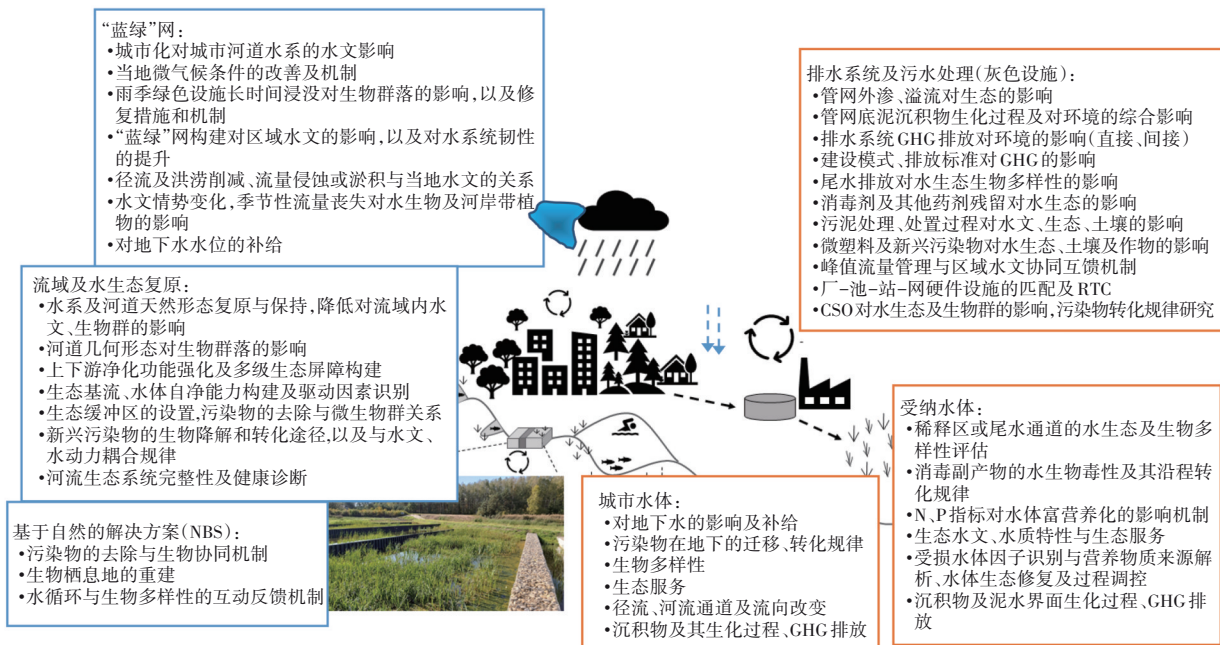 “蓝绿”网：
•城市化对城市河道水系的水文影响
•当地微气候条件的改善及机制
•雨季绿色设施长时间浸没对生物群落的影响，以及修
复措施和机制
•“蓝绿”网构建对区域水文的影响，以及对水系统韧性
的提升
•径流及洪涝削减、流量侵蚀或淤积与当地水文的关系
•水文情势变化，季节性流量丧失对水生物及河岸带植
物的影响
•对地下水水位的补给
流域及水生态复原：
•水系及河道天然形态复原与保持，降低对流域内水
文、生物群的影响
•河道几何形态对生物群落的影响
•上下游净化功能强化及多级生态屏障构建
•生态基流、水体自净能力构建及驱动因素识别
•生态缓冲区的设置，污染物的去除与微生物群关系
•新兴污染物的生物降解和转化途径，以及与水文、
水动力耦合规律
•河流生态系统完整性及健康诊断
基于自然的解决方案(NBS)：
•污染物的去除与生物协同机制
•生物栖息地的重建
•水循环与生物多样性的互动反馈机制
排水系统及污水处理(灰色设施)：
•管网外渗、溢流对生态的影响
•管网底泥沉积物生化过程及对环境的综合影响
•排水系统GHG排放对环境的影响(直接、间接)
•建设模式、排放标准对GHG的影响
•尾水排放对水生态生物多样性的影响
•消毒剂及其他药剂残留对水生态的影响
•污泥处理、处置过程对水文、生态、土壤的影响
•微塑料及新兴污染物对水生态、土壤及作物的影响
•峰值流量管理与区域水文协同互馈机制
•厂-池-站-网硬件设施的匹配及RTC
•CSO对水生态及生物群的影响，污染物转化规律研究
城市水体：
•对地下水的影响及补给
•污染物在地下的迁移、转化规律
•生物多样性
•生态服务
•径流、河流通道及流向改变
•沉积物及其生化过程、GHG排放
受纳水体：
•稀释区或尾水通道的水生态及生物多
样性评估
•消毒副产物的水生物毒性及其沿程转
化规律
•N、P指标对水体富营养化的影响机制
•生态水文、水质特性与生态服务
•受损水体因子识别与营养物质来源解
析、水体生态修复及过程调控
•沉积物及泥水界面生化过程、GHG排
放